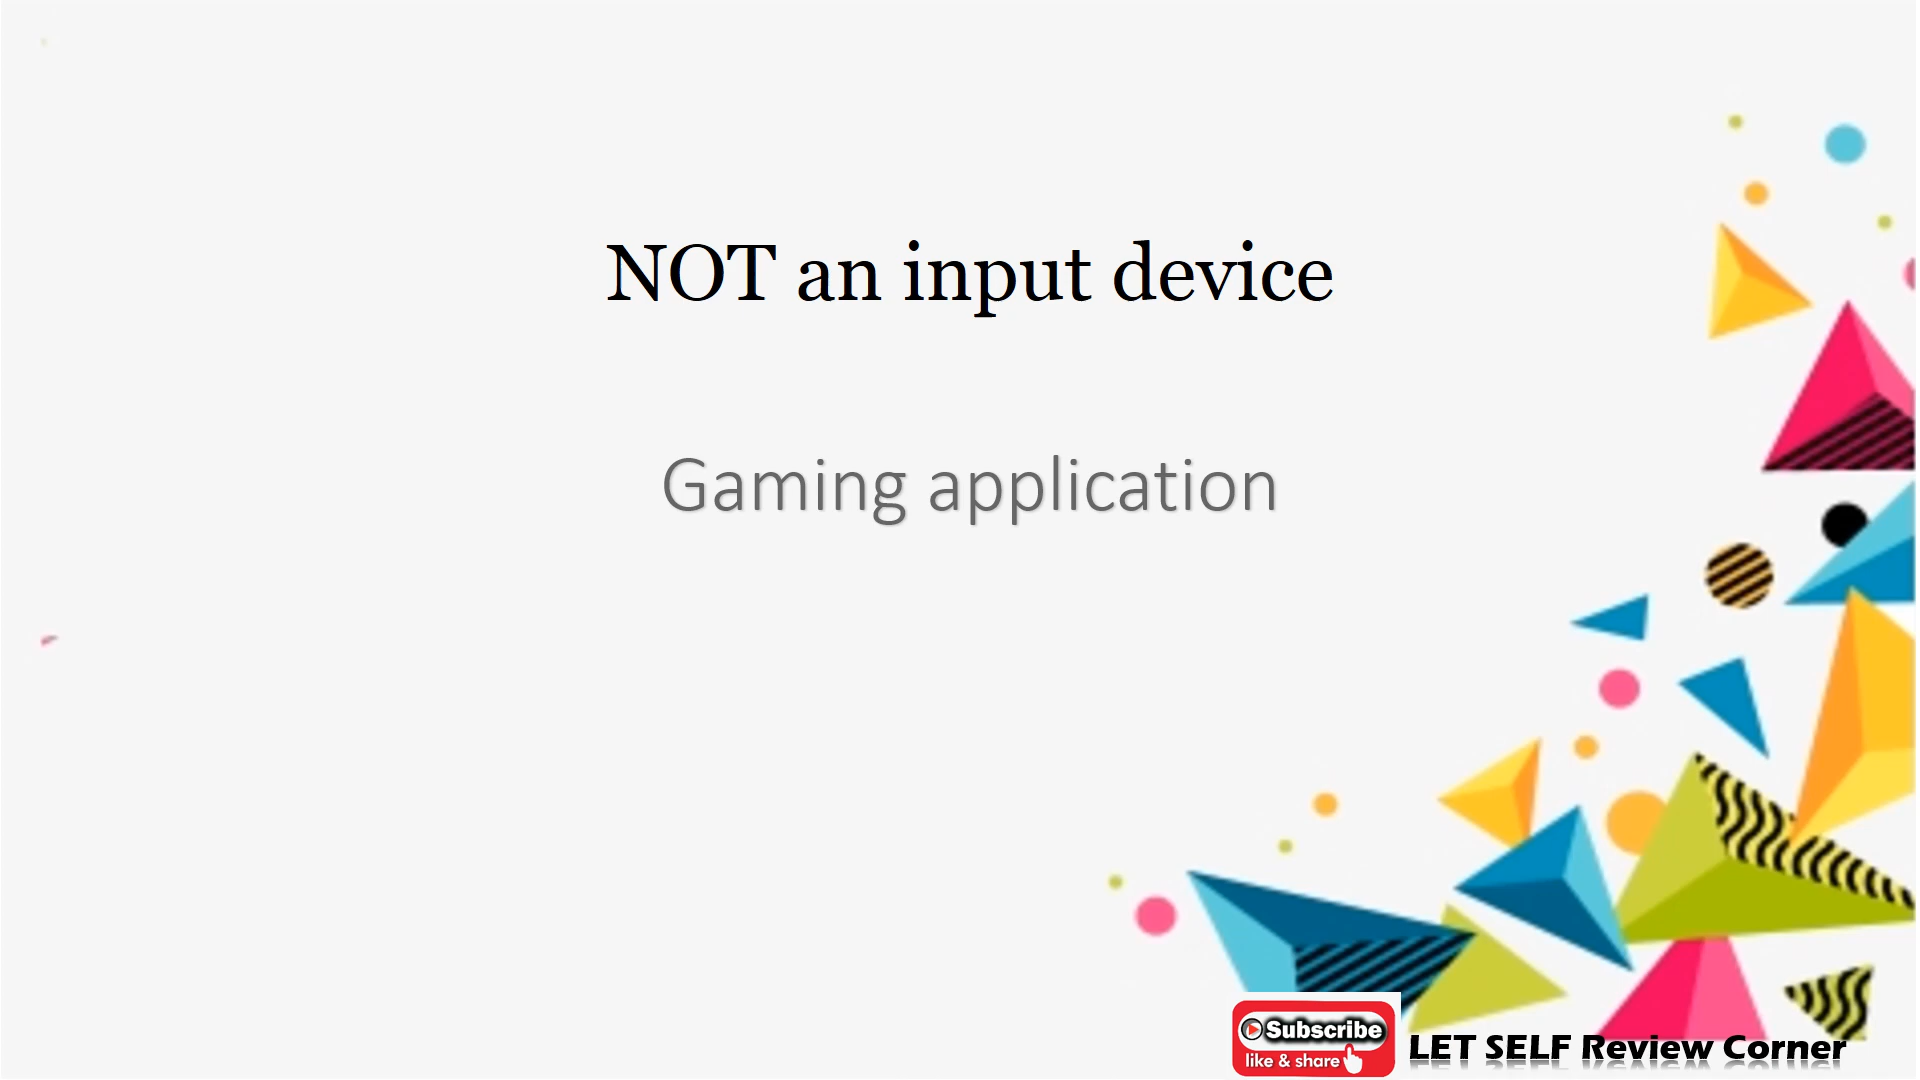 NOT an input device
Gaming application
Subscribe
like & share
LET SELF Review Corner